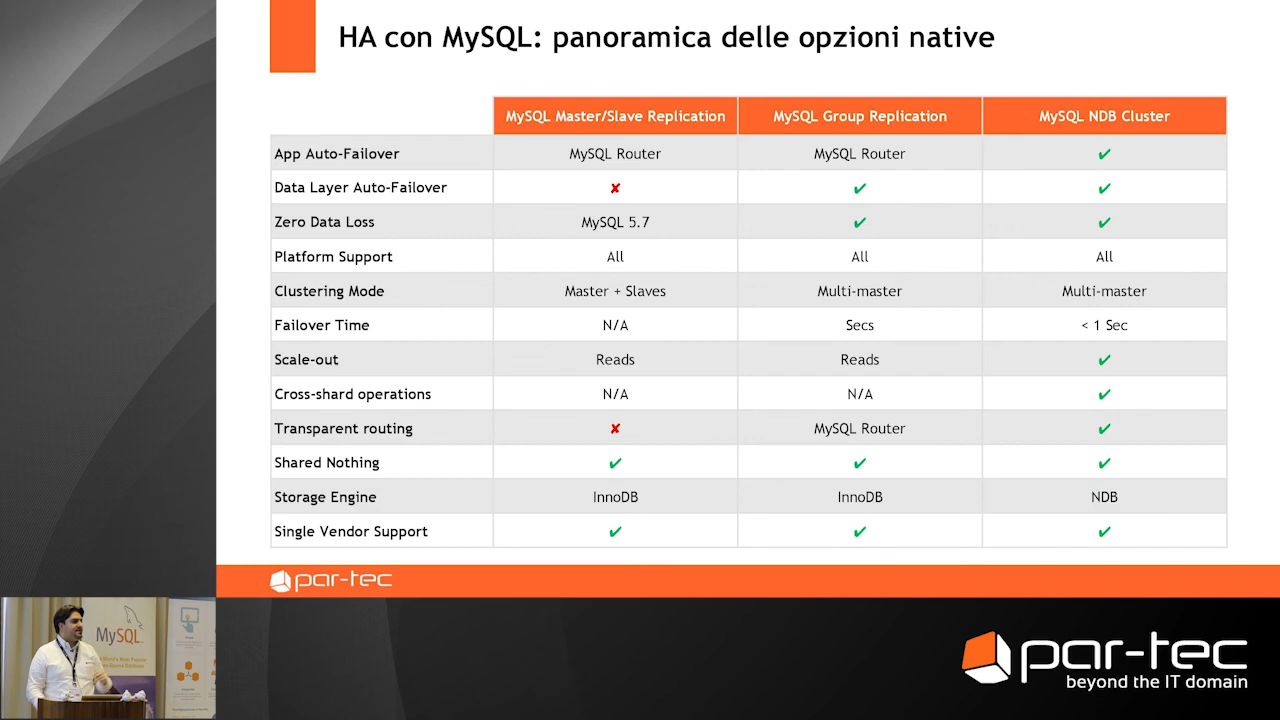 HA con MySQL: panoramica delle opzioni native
MySQL Master/Slave Replication MySQL Group Replication MySQL NDB Cluster
App Auto-Failover MySQL Router MySQL Router ✔
Data Layer Auto-Failover ✘ ✔ ✔
Zero Data Loss MySQL 5.7 ✔ ✔
Platform Support All All All
Clustering Mode Master + Slaves Multi-master Multi-master
Failover Time N/A Secs < 1 Sec
Scale-out Reads Reads ✔
Cross-shard operations N/A N/A ✔
Transparent routing ✘ MySQL Router ✔
Shared Nothing ✔ ✔ ✔
Storage Engine InnoDB InnoDB NDB
Single Vendor Support ✔ ✔ ✔
par-tec
MySQL
par-tec
beyond the IT domain